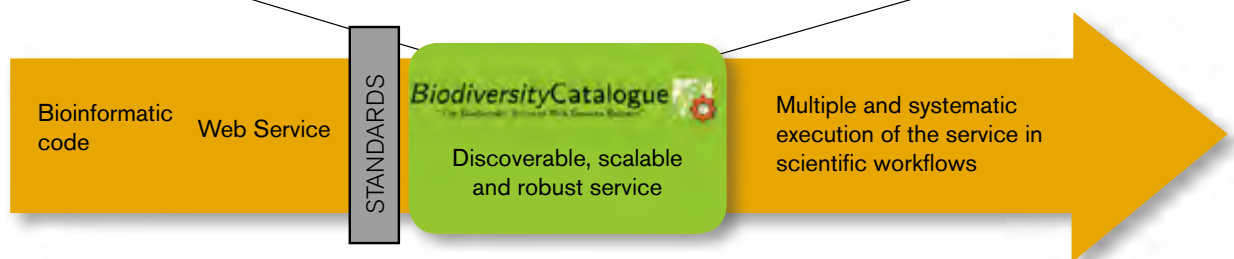 Bioinformatic
code
Web Service
STANDARDS
BiodiversityCatalogue
Discoverable, scalable
and robust service
Multiple and systematic
execution of the service in
scientific workflows